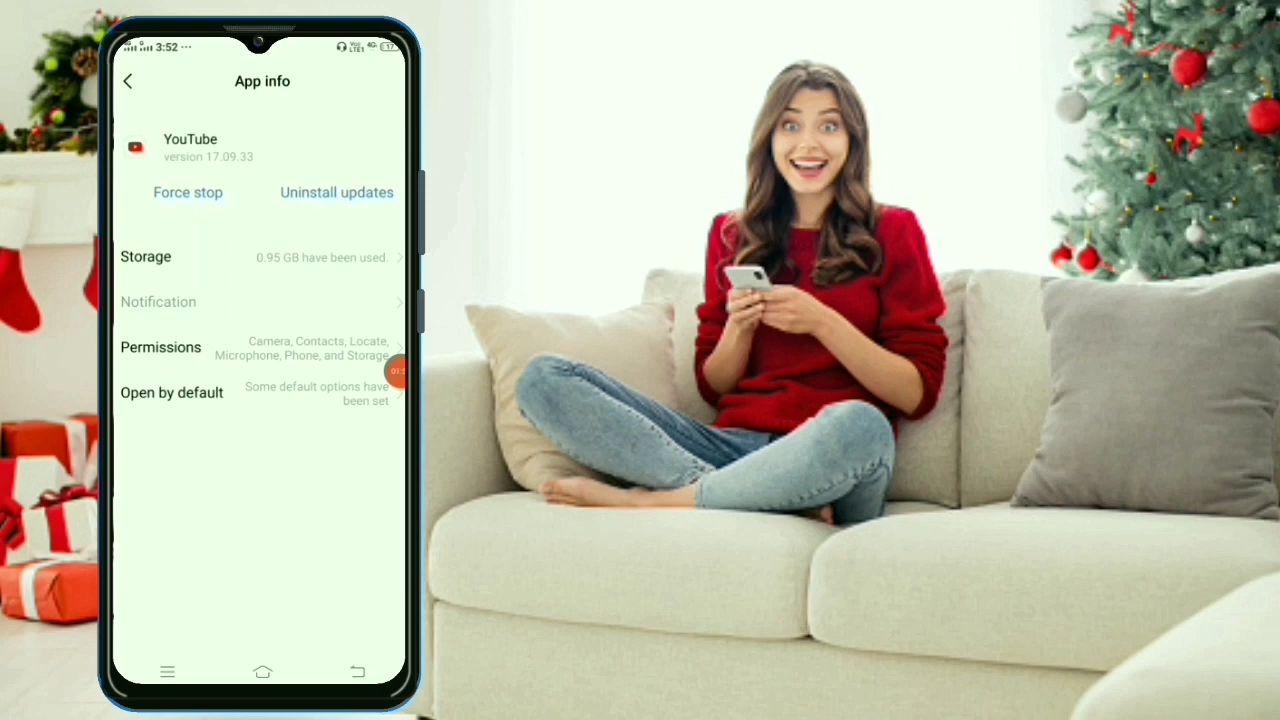 3:52 ...
App info
YouTube
version 17.09.33
Force stop
Uninstall updates
Storage
0.95 GB have been used.
Notification
Permissions
Camera, Contacts, Locate,
Microphone, Phone, and Storage
Open by default
Some default options have
been set